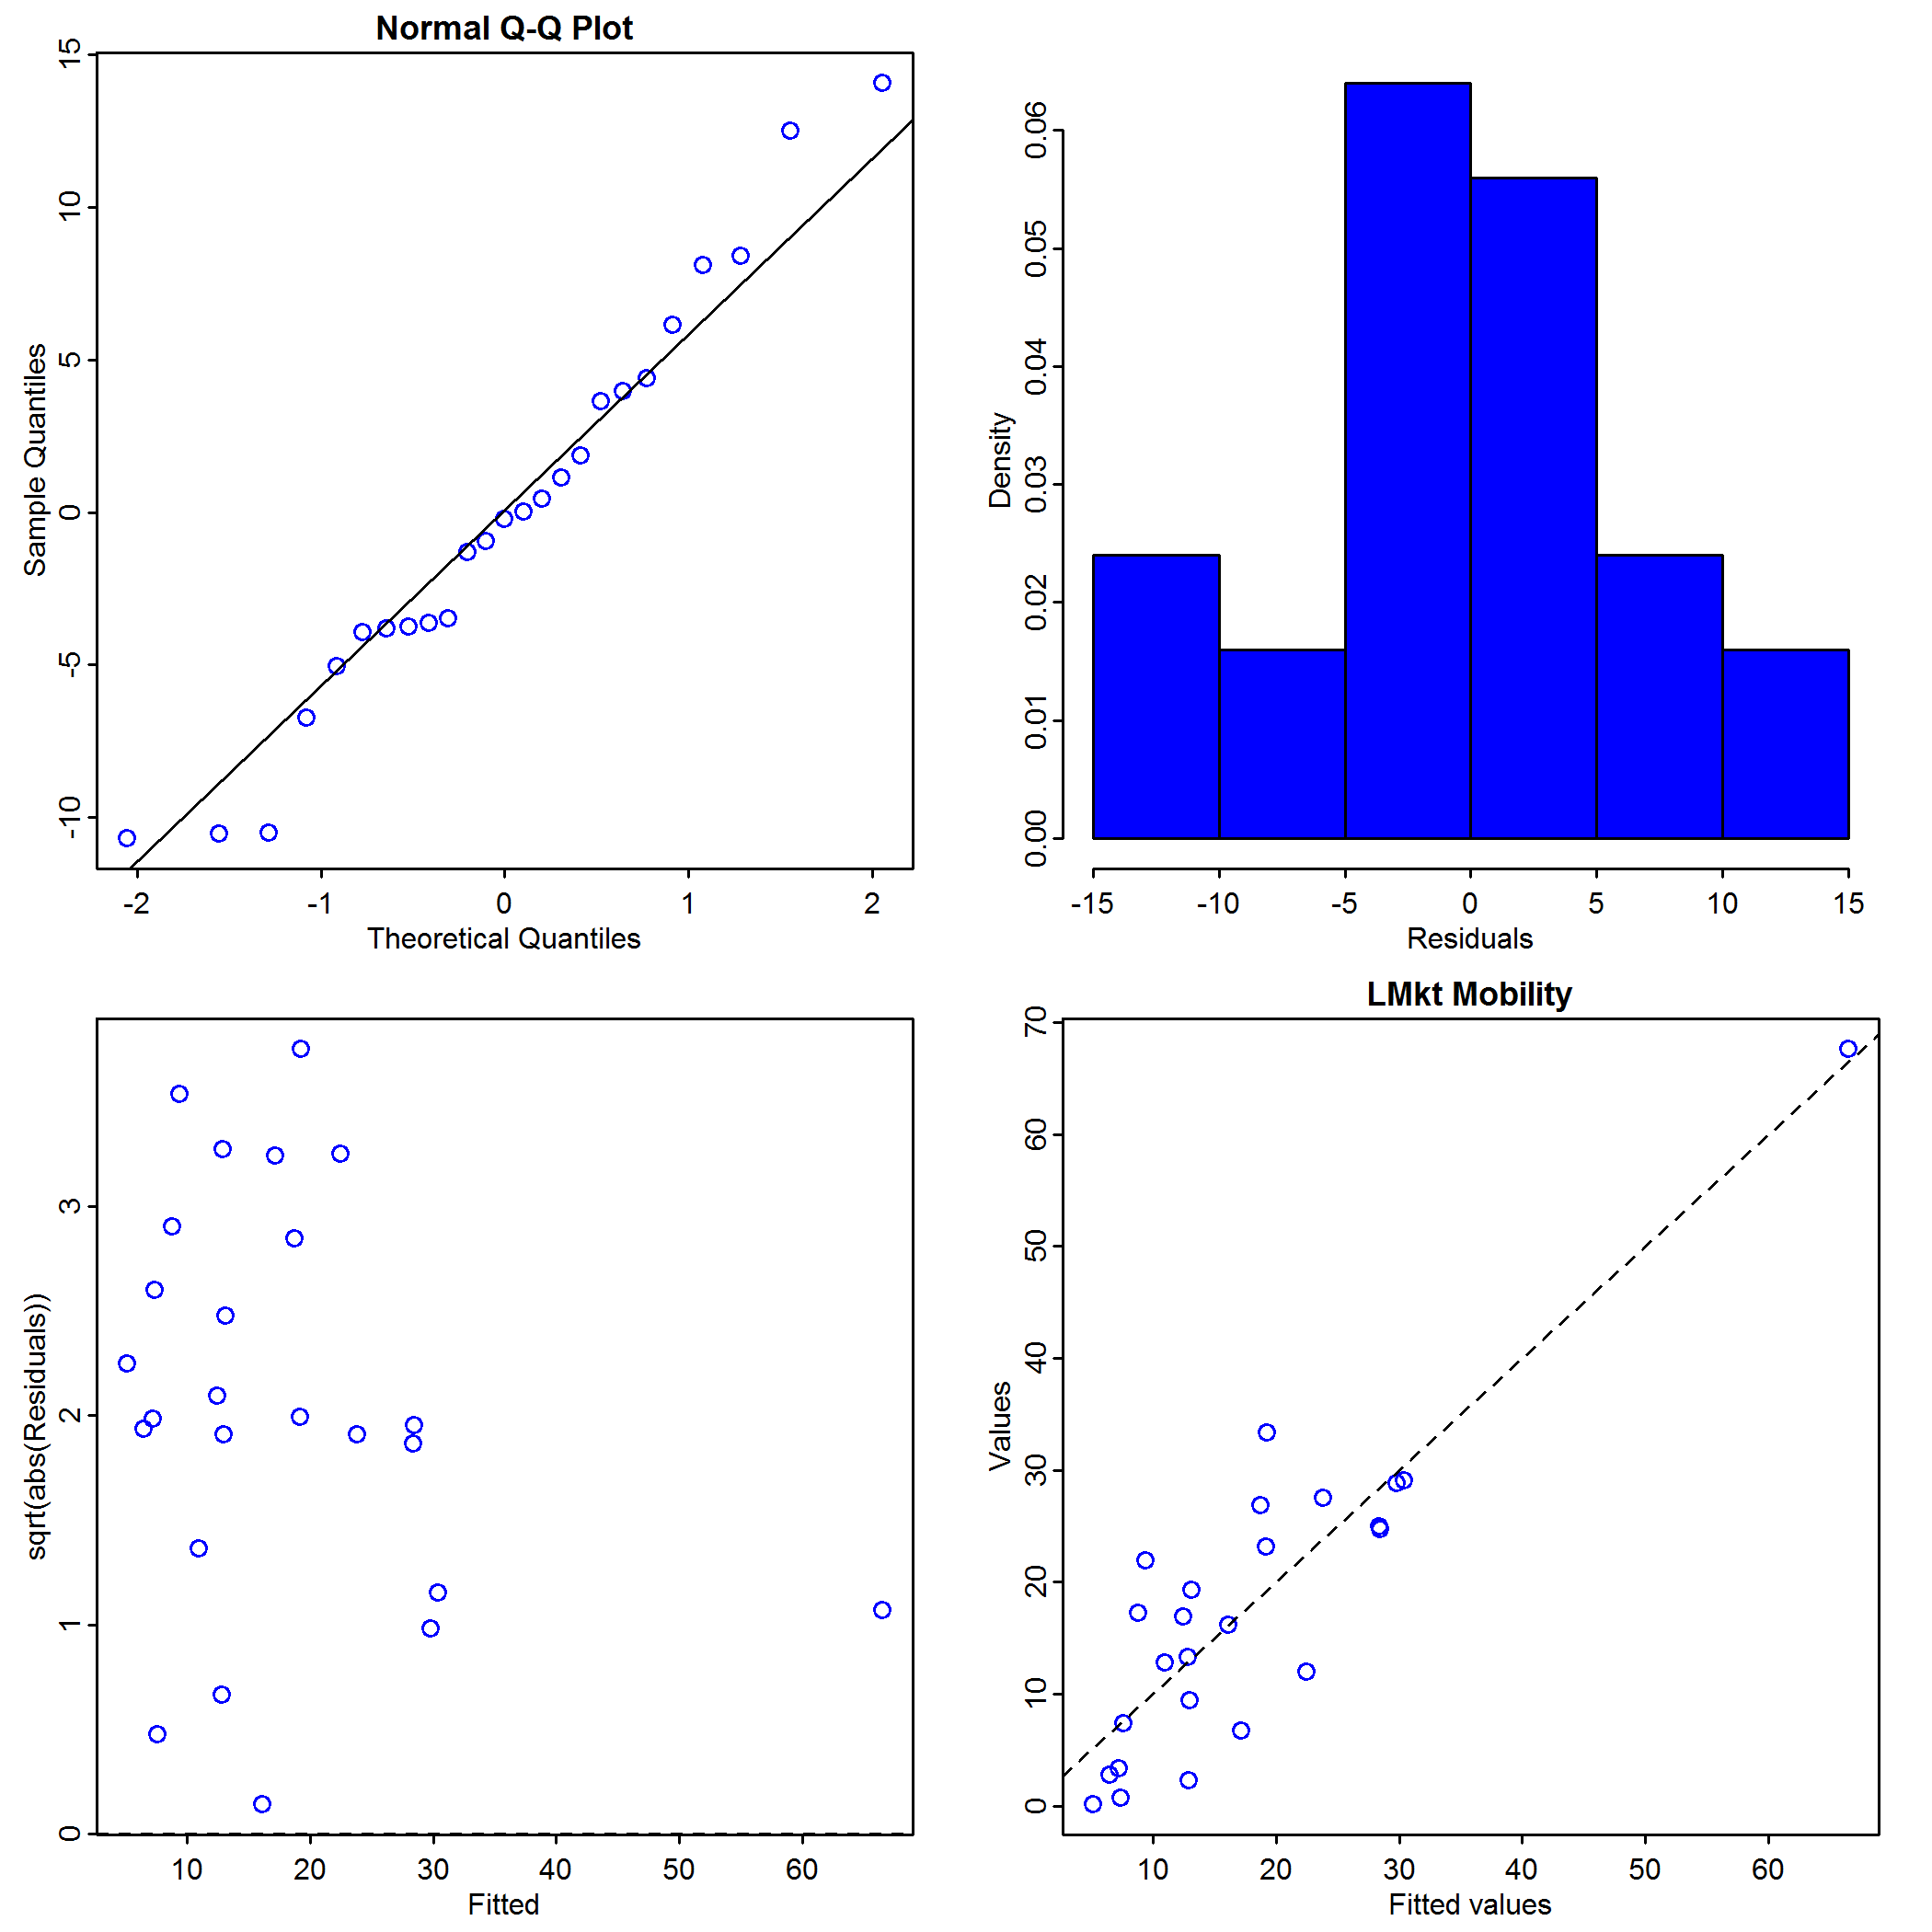 Normal Q-Q Plot
15
10
5
0
-5
-10
Sample Quantiles
-2 -1 0 1 2
Theoretical Quantiles
0.06
0.05
0.04
0.03
0.02
0.01
0.00
Density
-15 -10 -5 0 5 10 15
Residuals
3
2
1
0
sqrt(abs(Residuals))
10 20 30 40 50 60
Fitted
LMkt Mobility
70
60
50
40
30
20
10
0
Values
10 20 30 40 50 60
Fitted values